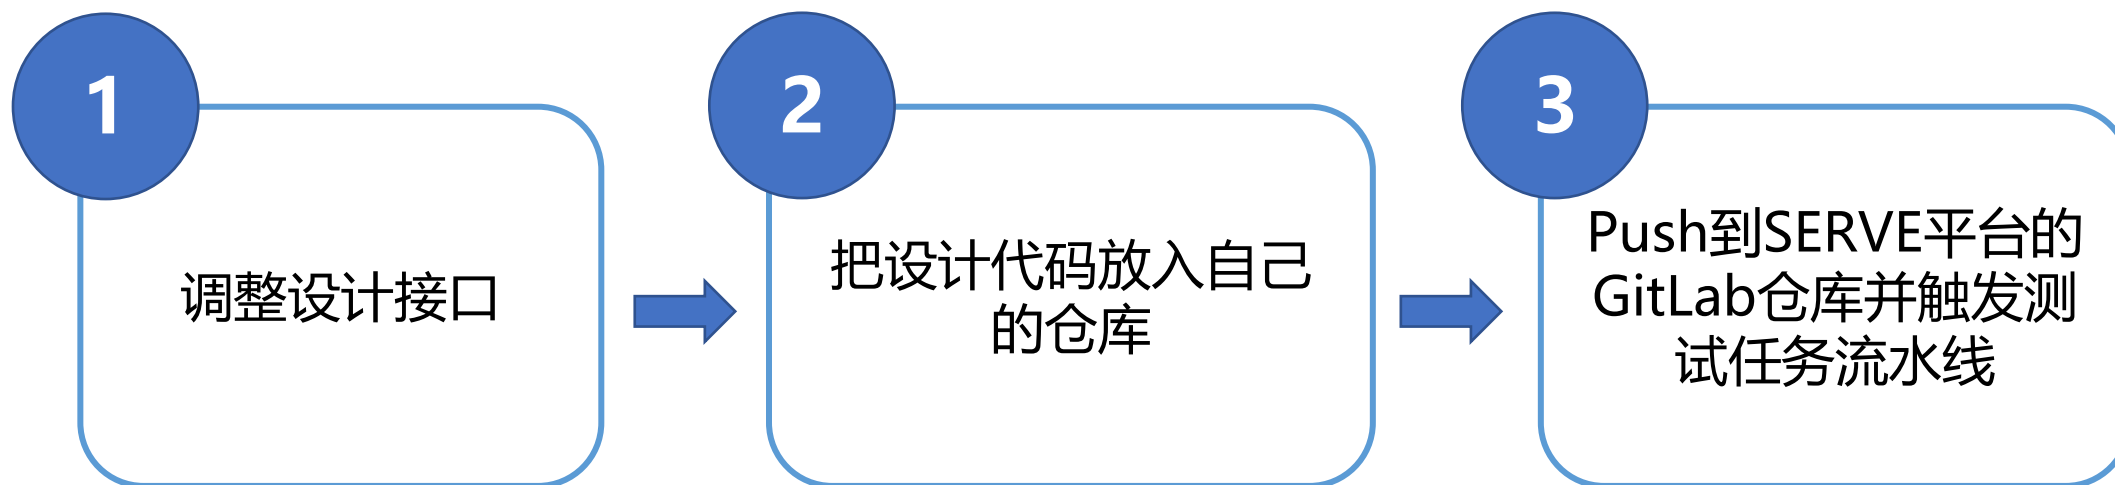 1
调整设计接口
2
把设计代码放入自己
的仓库
3
Push到SERVE平台的
GitLab仓库并触发测
试任务流水线